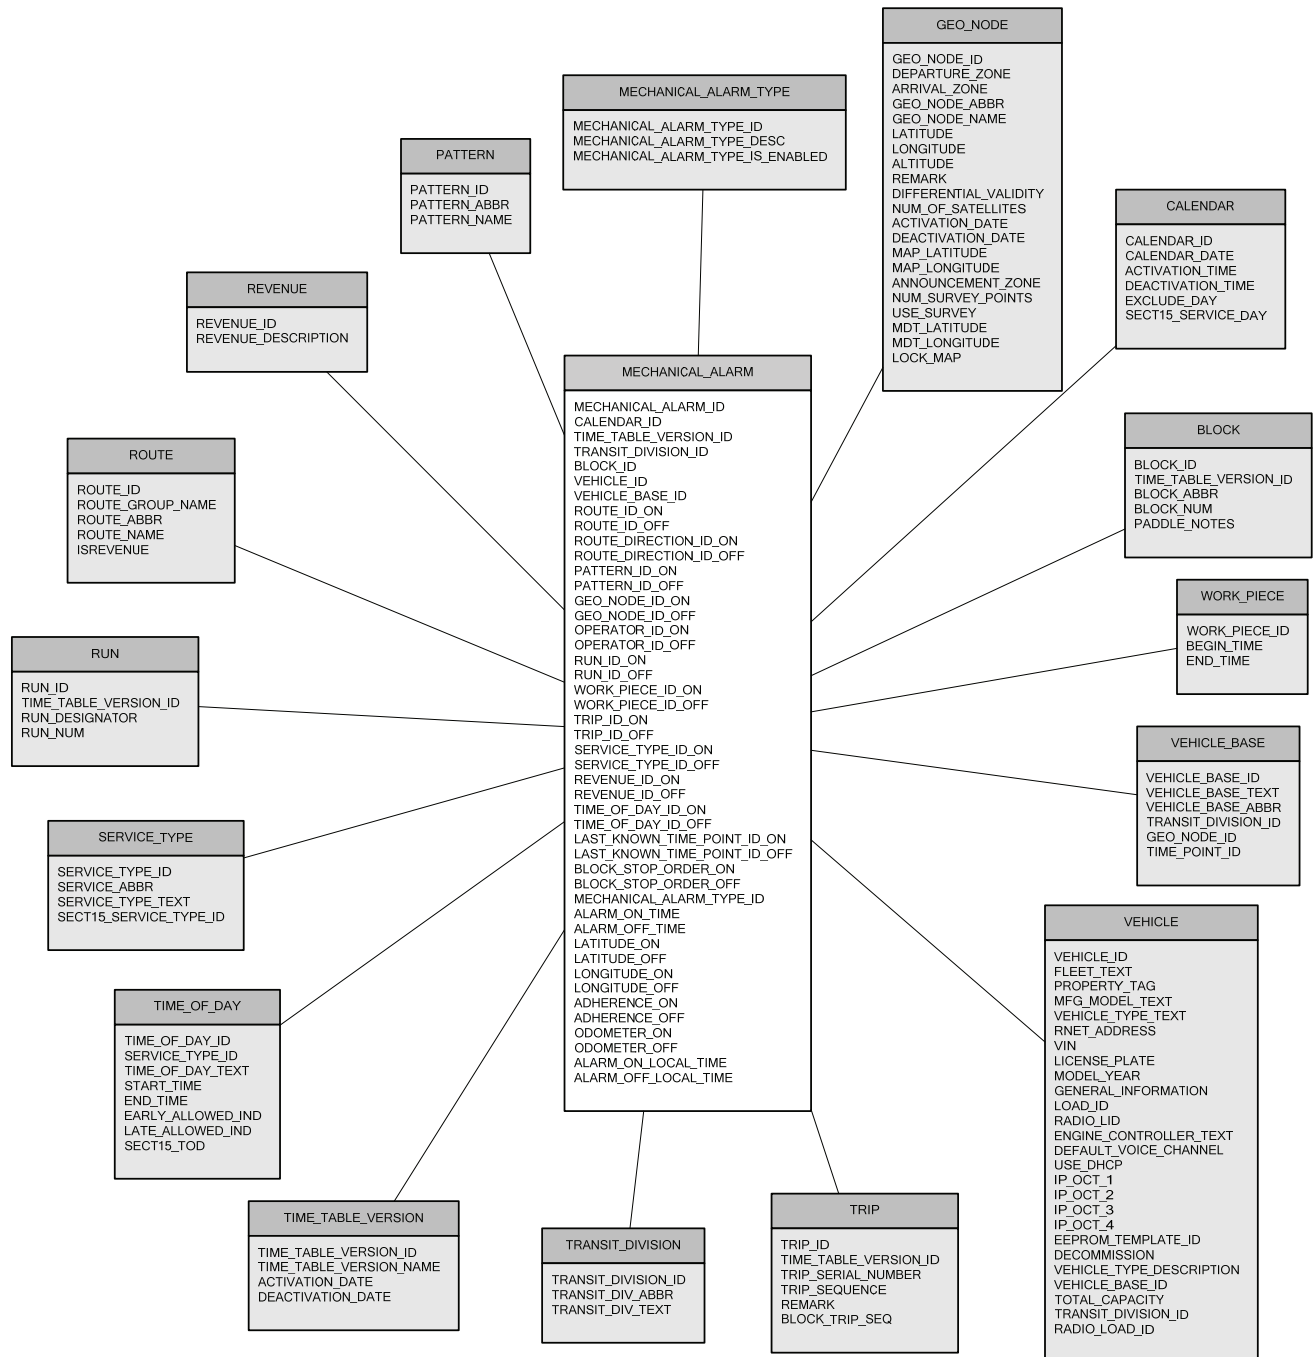 GEO_NODE
GEO_NODE_ID
DEPARTURE_ZONE
ARRIVAL_ZONE
GEO_NODE_ABBR
GEO_NODE_NAME
LATITUDE
LONGITUDE
ALTITUDE
REMARK
DIFFERENTIAL_VALIDITY
NUM_OF_SATELLITES
ACTIVATION_DATE
DEACTIVATION_DATE
MAP_LATITUDE
MAP_LONGITUDE
ANNOUNCEMENT_ZONE
NUM_SURVEY_POINTS
USE_SURVEY
MDT_LATITUDE
MDT_LONGITUDE
LOCK_MAP
MECHANICAL_ALARM_TYPE
MECHANICAL_ALARM_TYPE_ID
MECHANICAL_ALARM_TYPE_DESC
MECHANICAL_ALARM_TYPE_IS_ENABLED
PATTERN
PATTERN_ID
PATTERN_ABBR
PATTERN_NAME
CALENDAR
CALENDAR_ID
CALENDAR_DATE
ACTIVATION_TIME
DEACTIVATION_TIME
EXCLUDE_DAY
SECT15_SERVICE_DAY
REVENUE
REVENUE_ID
REVENUE_DESCRIPTION
MECHANICAL_ALARM
MECHANICAL_ALARM_ID
CALENDAR_ID
TIME_TABLE_VERSION_ID
TRANSIT_DIVISION_ID
BLOCK_ID
VEHICLE_ID
VEHICLE_BASE_ID
ROUTE_ID_ON
ROUTE_ID_OFF
ROUTE_DIRECTION_ID_ON
ROUTE_DIRECTION_ID_OFF
PATTERN_ID_ON
PATTERN_ID_OFF
GEO_NODE_ID_ON
GEO_NODE_ID_OFF
OPERATOR_ID_ON
OPERATOR_ID_OFF
RUN_ID_ON
RUN_ID_OFF
WORK_PIECE_ID_ON
WORK_PIECE_ID_OFF
TRIP_ID_ON
TRIP_ID_OFF
SERVICE_TYPE_ID_ON
SERVICE_TYPE_ID_OFF
REVENUE_ID_ON
REVENUE_ID_OFF
TIME_OF_DAY_ID_ON
TIME_OF_DAY_ID_OFF
LAST_KNOWN_TIME_POINT_ID_ON
LAST_KNOWN_TIME_POINT_ID_OFF
BLOCK_STOP_ORDER_ON
BLOCK_STOP_ORDER_OFF
MECHANICAL_ALARM_TYPE_ID
ALARM_ON_TIME
ALARM_OFF_TIME
LATITUDE_ON
LATITUDE_OFF
LONGITUDE_ON
LONGITUDE_OFF
ADHERENCE_ON
ADHERENCE_OFF
ODOMETER_ON
ODOMETER_OFF
ALARM_ON_LOCAL_TIME
ALARM_OFF_LOCAL_TIME
BLOCK
BLOCK_ID
TIME_TABLE_VERSION_ID
BLOCK_ABBR
BLOCK_NUM
PADDLE_NOTES
ROUTE
ROUTE_ID
ROUTE_GROUP_NAME
ROUTE_ABBR
ROUTE_NAME
ISREVENUE
WORK_PIECE
WORK_PIECE_ID
BEGIN_TIME
END_TIME
RUN
RUN_ID
TIME_TABLE_VERSION_ID
RUN_DESIGNATOR
RUN_NUM
VEHICLE_BASE
VEHICLE_BASE_ID
VEHICLE_BASE_TEXT
VEHICLE_BASE_ABBR
TRANSIT_DIVISION_ID
GEO_NODE_ID
TIME_POINT_ID
SERVICE_TYPE
SERVICE_TYPE_ID
SERVICE_ABBR
SERVICE_TYPE_TEXT
SECT15_SERVICE_TYPE_ID
VEHICLE
VEHICLE_ID
FLEET_TEXT
PROPERTY_TAG
MFG_MODEL_TEXT
VEHICLE_TYPE_TEXT
RNET_ADDRESS
VIN
LICENSE_PLATE
MODEL_YEAR
GENERAL_INFORMATION
LOAD_ID
RADIO_LID
ENGINE_CONTROLLER_TEXT
DEFAULT_VOICE_CHANNEL
USE_DHCP
IP_OCT_1
IP_OCT_2
IP_OCT_3
IP_OCT_4
EEPROM_TEMPLATE_ID
DECOMMISSION
VEHICLE_TYPE_DESCRIPTION
VEHICLE_BASE_ID
TOTAL_CAPACITY
TRANSIT_DIVISION_ID
RADIO_LOAD_ID
TIME_OF_DAY
TIME_OF_DAY_ID
SERVICE_TYPE_ID
TIME_OF_DAY_TEXT
START_TIME
END_TIME
EARLY_ALLOWED_IND
LATE_ALLOWED_IND
SECT15_TOD
TIME_TABLE_VERSION
TIME_TABLE_VERSION_ID
TIME_TABLE_VERSION_NAME
ACTIVATION_DATE
DEACTIVATION_DATE
TRANSIT_DIVISION
TRANSIT_DIVISION_ID
TRANSIT_DIV_ABBR
TRANSIT_DIV_TEXT
TRIP
TRIP_ID
TIME_TABLE_VERSION_ID
TRIP_SERIAL_NUMBER
TRIP_SEQUENCE
REMARK
BLOCK_TRIP_SEQ